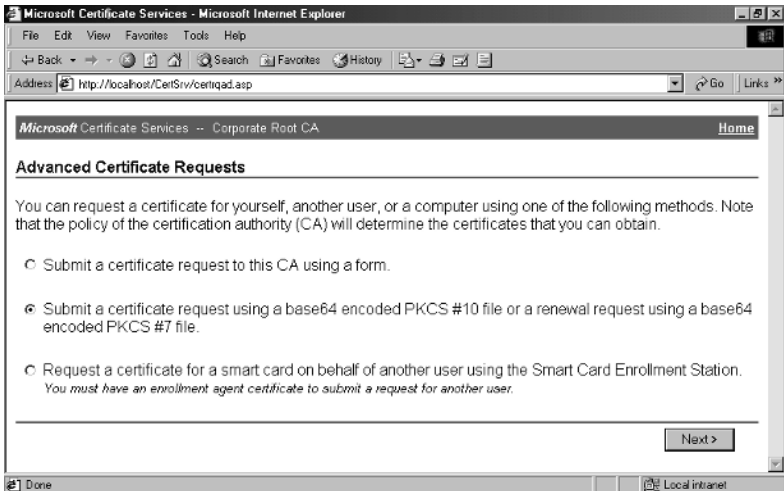 Microsoft Certificate Services - Microsoft Internet Explorer
File Edit View Favorites Tools Help
Back Search Favorites History
Address http://localhost/CertSrv/certrqad.asp Go Links »
Microsoft Certificate Services -- Corporate Root CA Home
Advanced Certificate Requests
You can request a certificate for yourself, another user, or a computer using one of the following methods. Note
that the policy of the certification authority (CA) will determine the certificates that you can obtain.
Submit a certificate request to this CA using a form.
Submit a certificate request using a base64 encoded PKCS #10 file or a renewal request using a base64
encoded PKCS #7 file.
Request a certificate for a smart card on behalf of another user using the Smart Card Enrollment Station.
You must have an enrollment agent certificate to submit a request for another user.
Next >
Done Local intranet